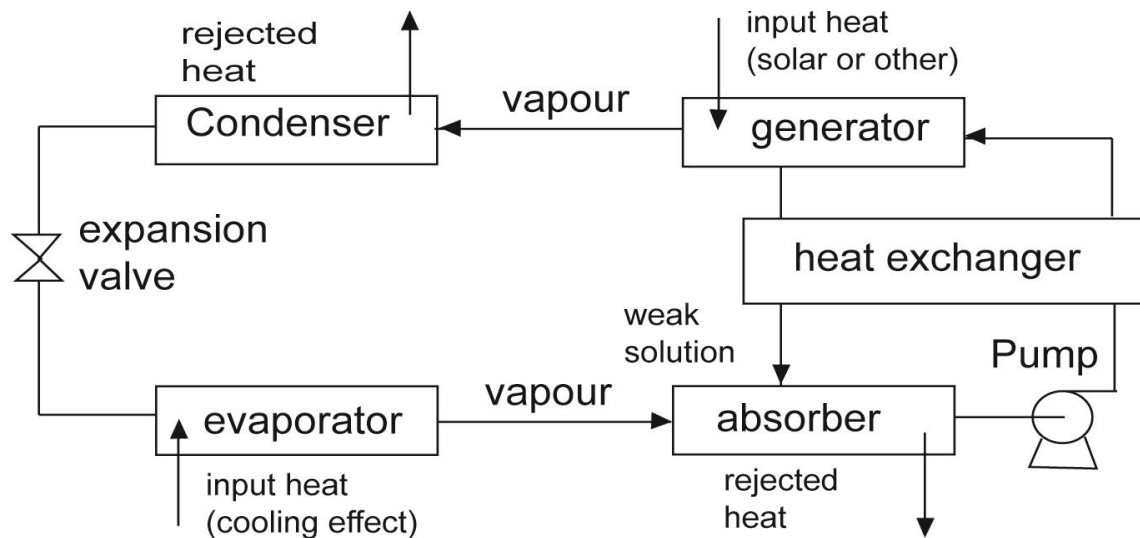 rejected
heat
input heat
(solar or other)
Condenser
vapour
generator
expansion
valve
heat exchanger
weak
solution
Pump
evaporator
vapour
absorber
input heat
(cooling effect)
rejected
heat